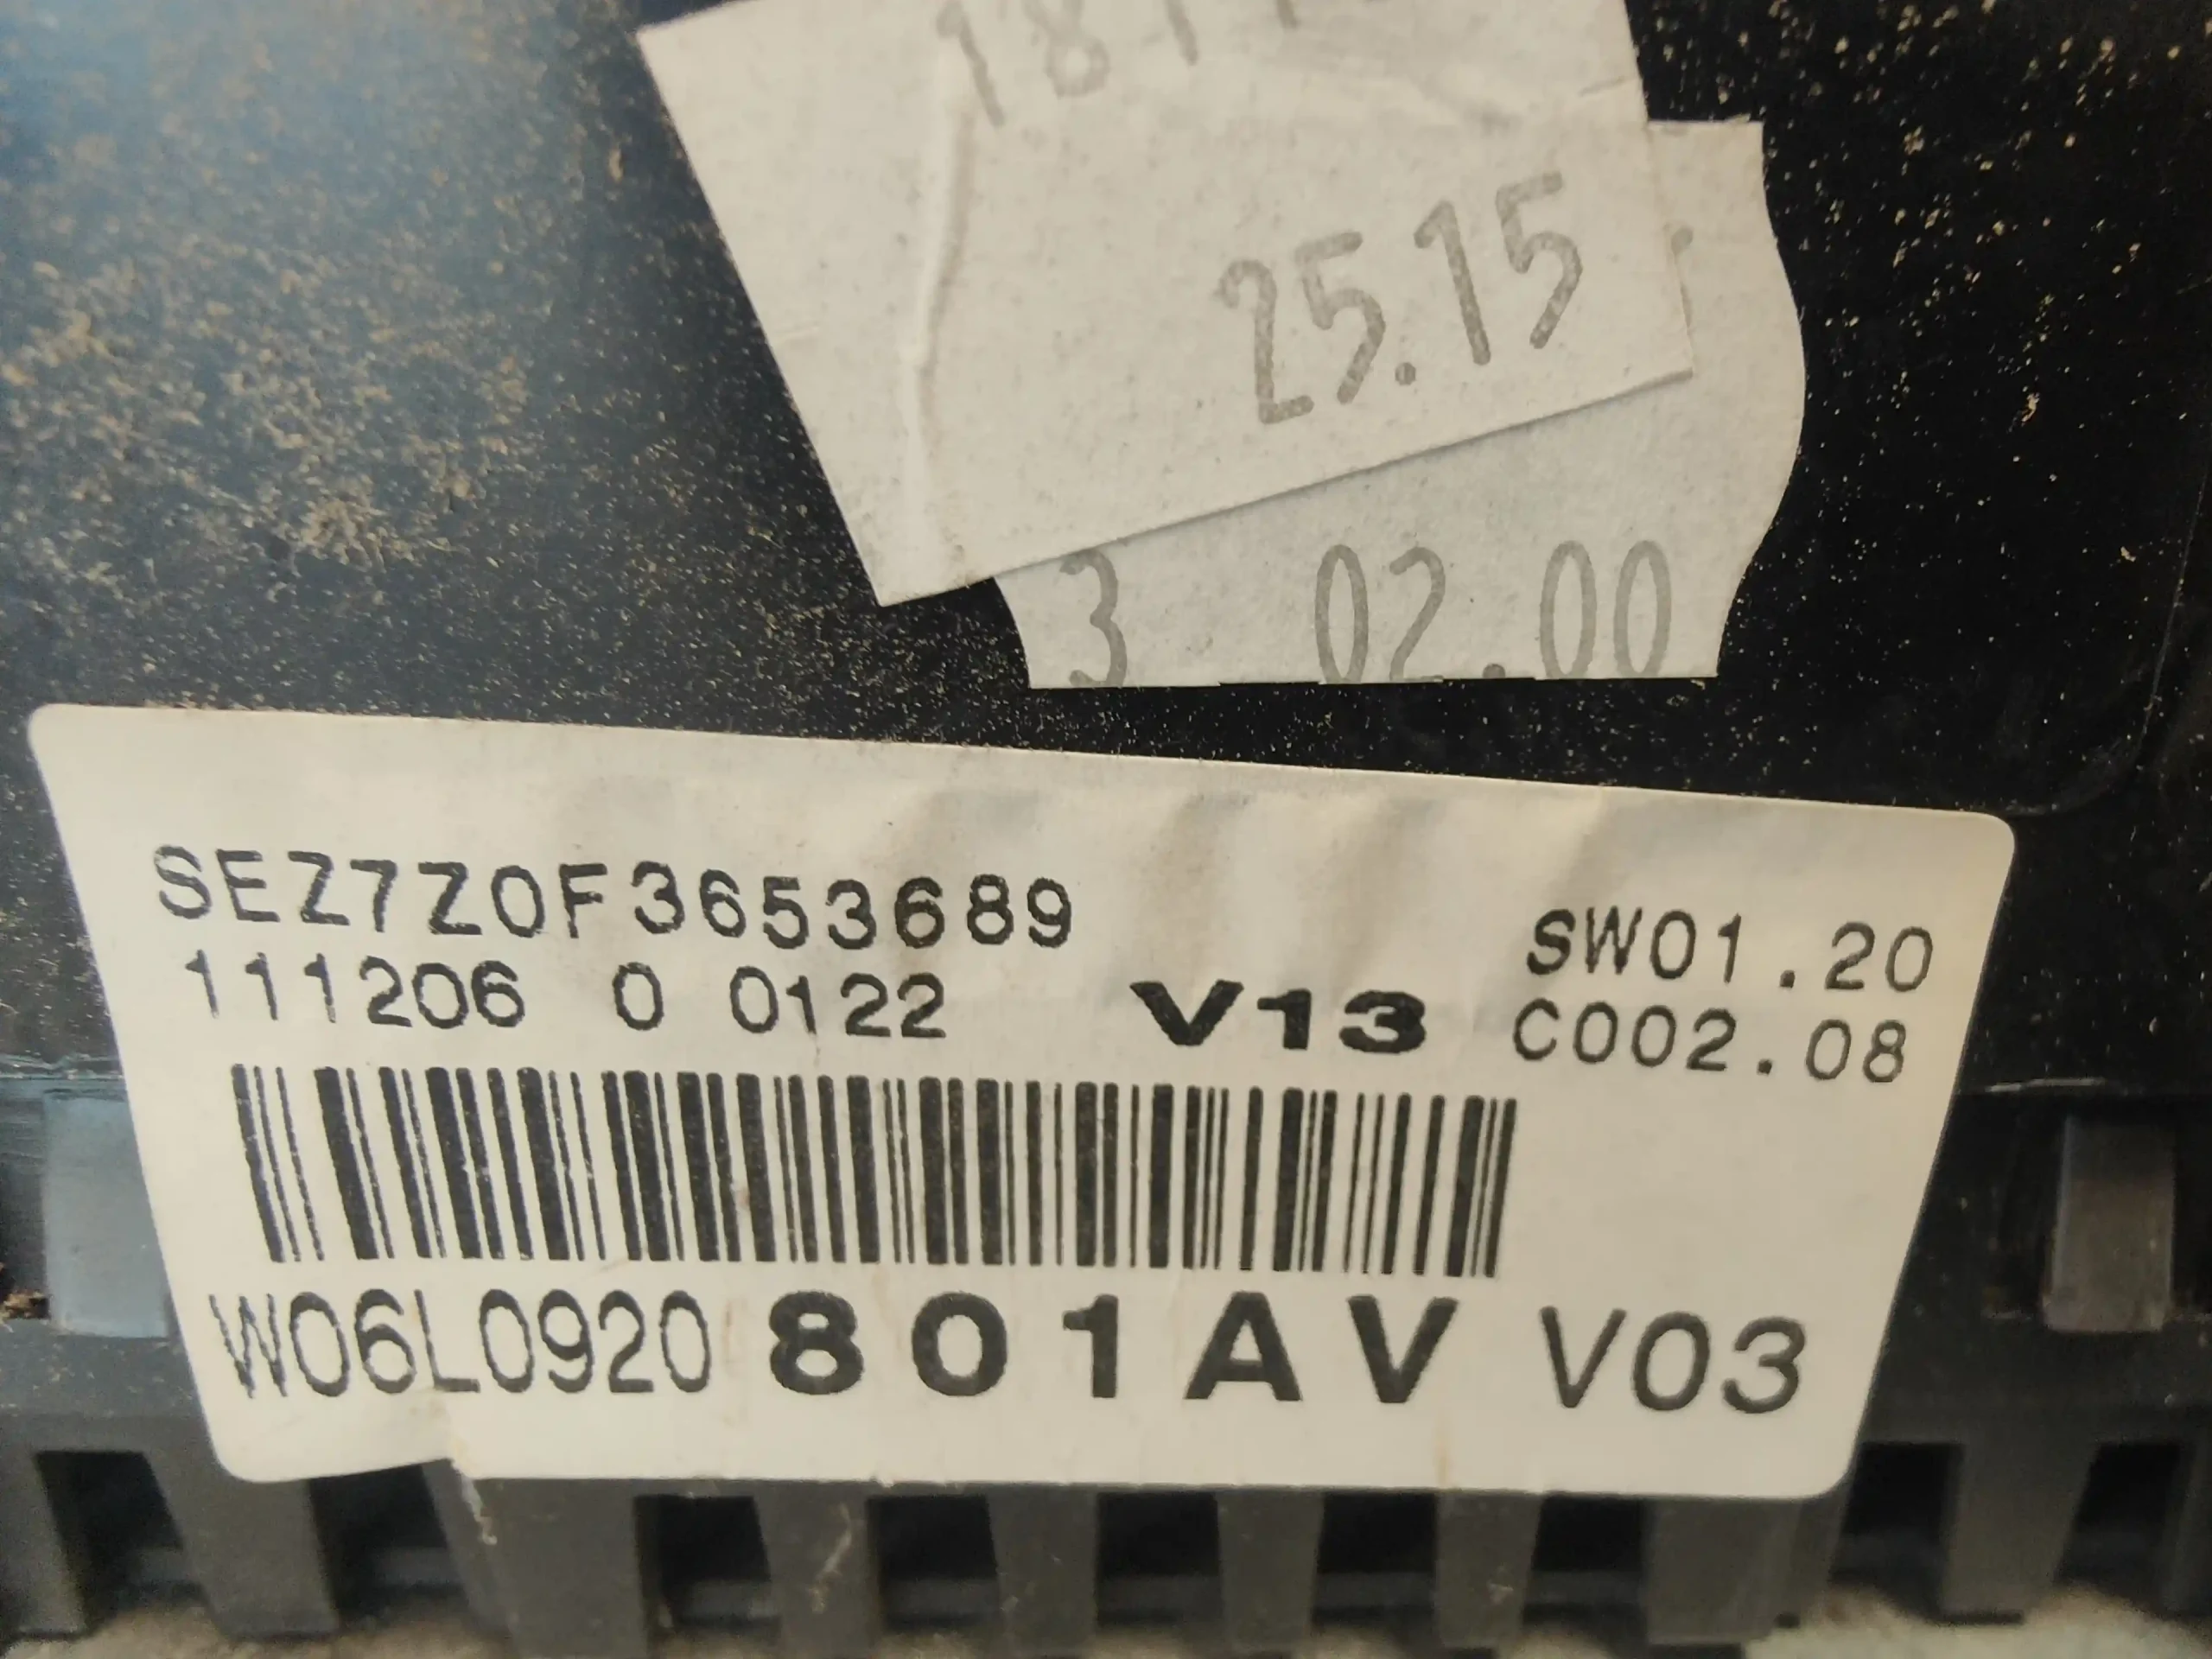 25.15
3 02.00
SEZ7Z0F3653689
SW01.20
111206 0 0122 V13
C002.08
W06L0920 801AV V03